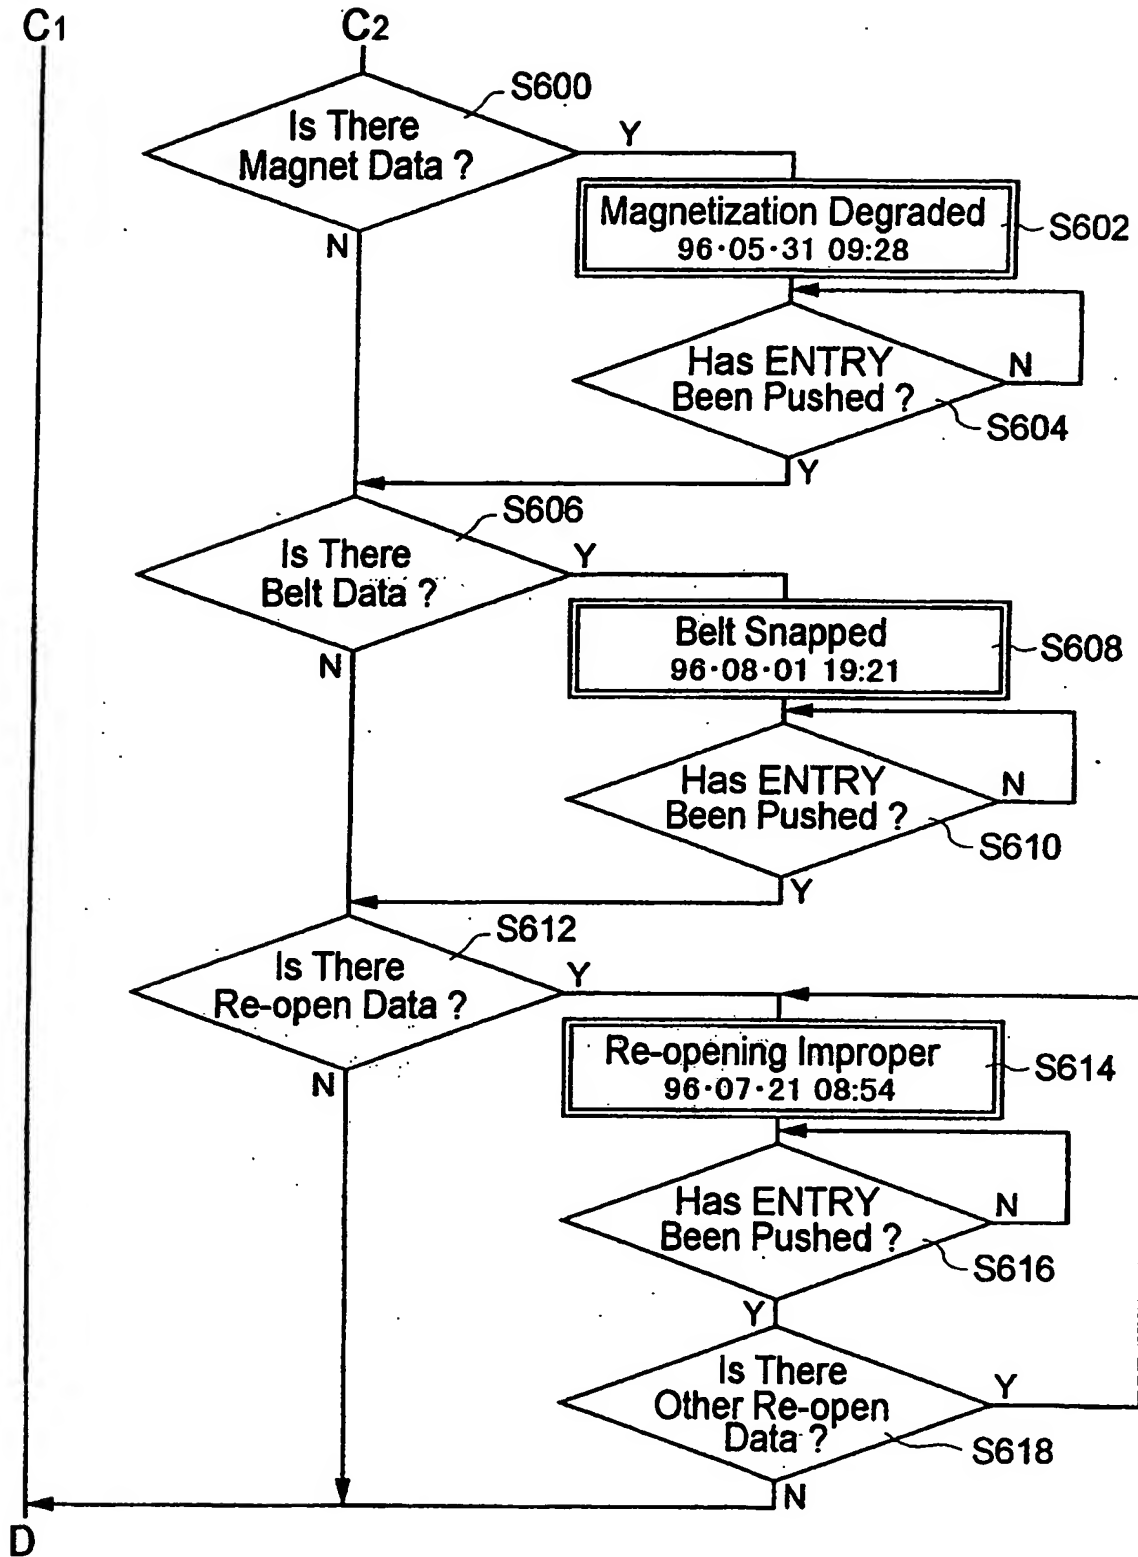 C1
C2
S600
Is There
Magnet Data ?
Y
N
Magnetization Degraded
96·05·31 09:28
S602
Has ENTRY
Been Pushed ?
N
S604
Y
S606
Is There
Belt Data ?
Y
N
Belt Snapped
96·08·01 19:21
S608
Has ENTRY
Been Pushed ?
N
S610
Y
S612
Is There
Re-open Data ?
Y
N
Re-opening Improper
96·07·21 08:54
S614
Has ENTRY
Been Pushed ?
N
S616
Y
Is There
Other Re-open
Data ?
Y
S618
N
D